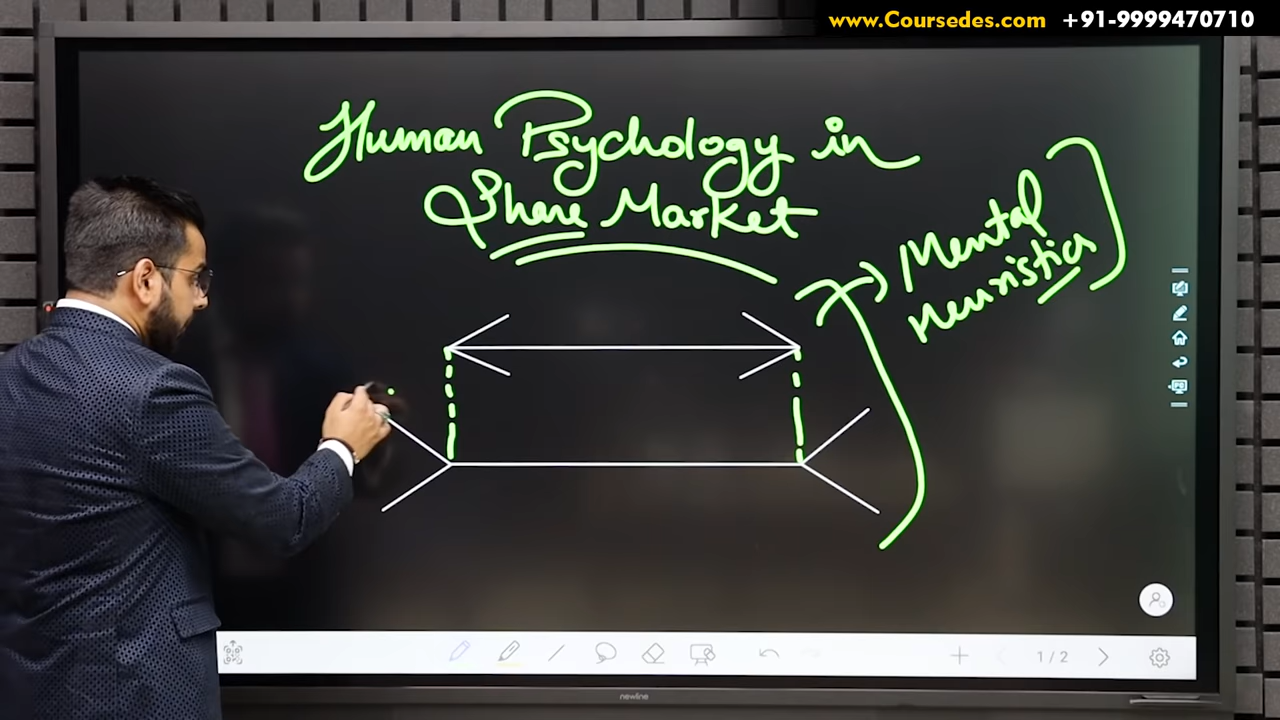 www.Coursedes.com +91-9999470710
Human Psychology in
Share Market
Mental
Heuristics
1 / 2
newline